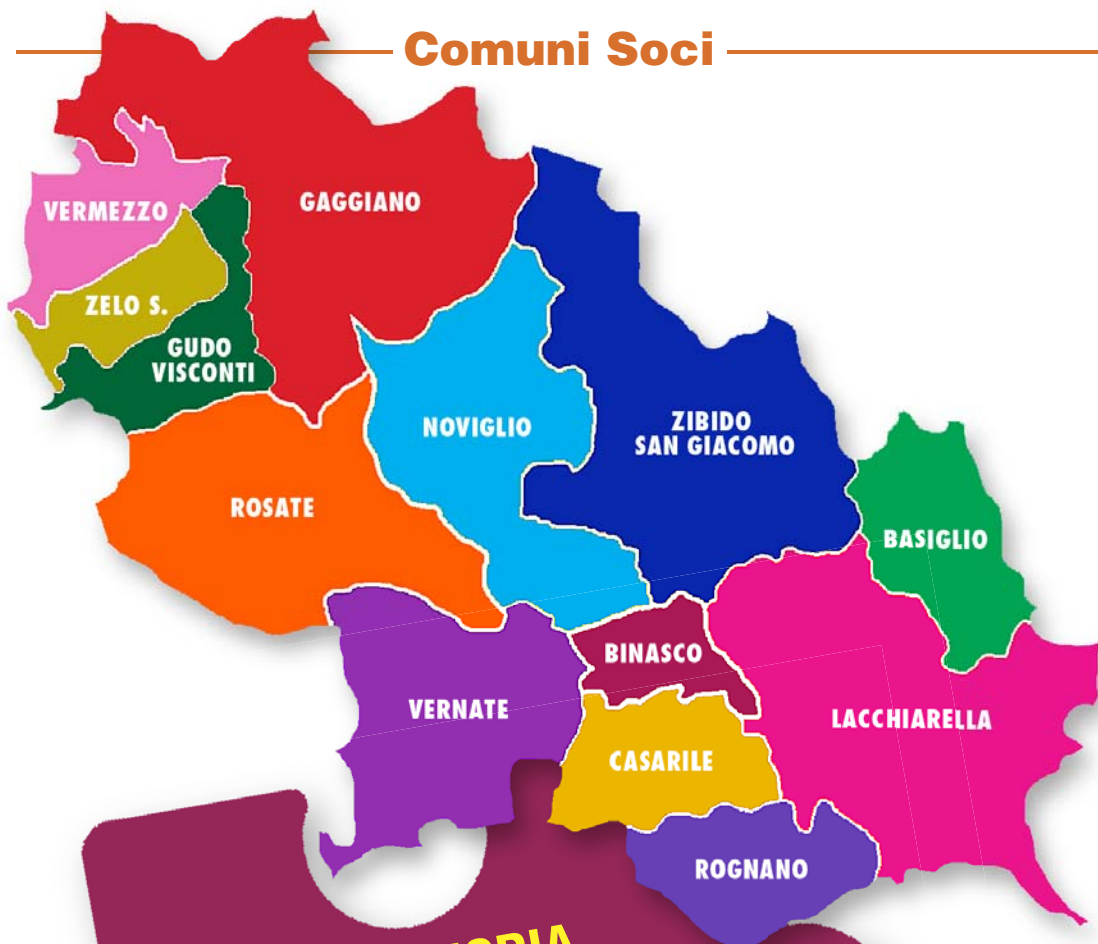 Comuni Soci
GAGGIANO
VERMEZZO
ZELO S.
GUDO
VISCONTI
NOVIGLIO
ZIBIDO
SAN GIACOMO
ROSATE
BASIGLIO
BINASCO
VERNATE
LACCHIARELLA
CASARILE
ROGNANO